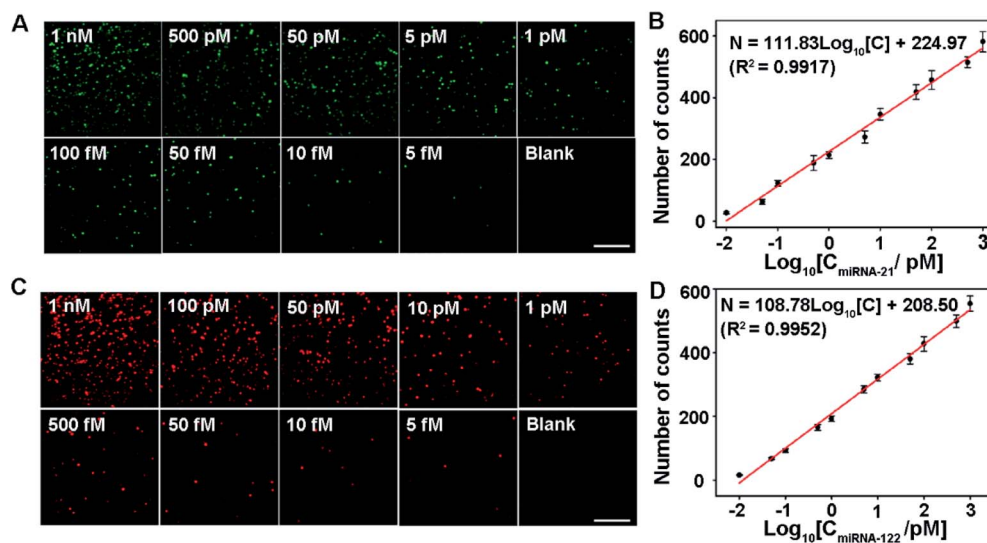 A
1 nM
500 pM
50 pM
5 pM
1 pM
100 fM
50 fM
10 fM
5 fM
Blank
B
N = 111.83Log₁₀[C] + 224.97
(R² = 0.9917)
Number of counts
600
400
200
0
-2
-1
0
1
2
3
Log₁₀[C miRNA-21/ pM]
C
1 nM
100 pM
50 pM
10 pM
1 pM
500 fM
50 fM
10 fM
5 fM
Blank
D
N = 108.78Log₁₀[C] + 208.50
(R² = 0.9952)
Number of counts
600
400
200
0
-2
-1
0
1
2
3
Log₁₀[C miRNA-122 /pM]